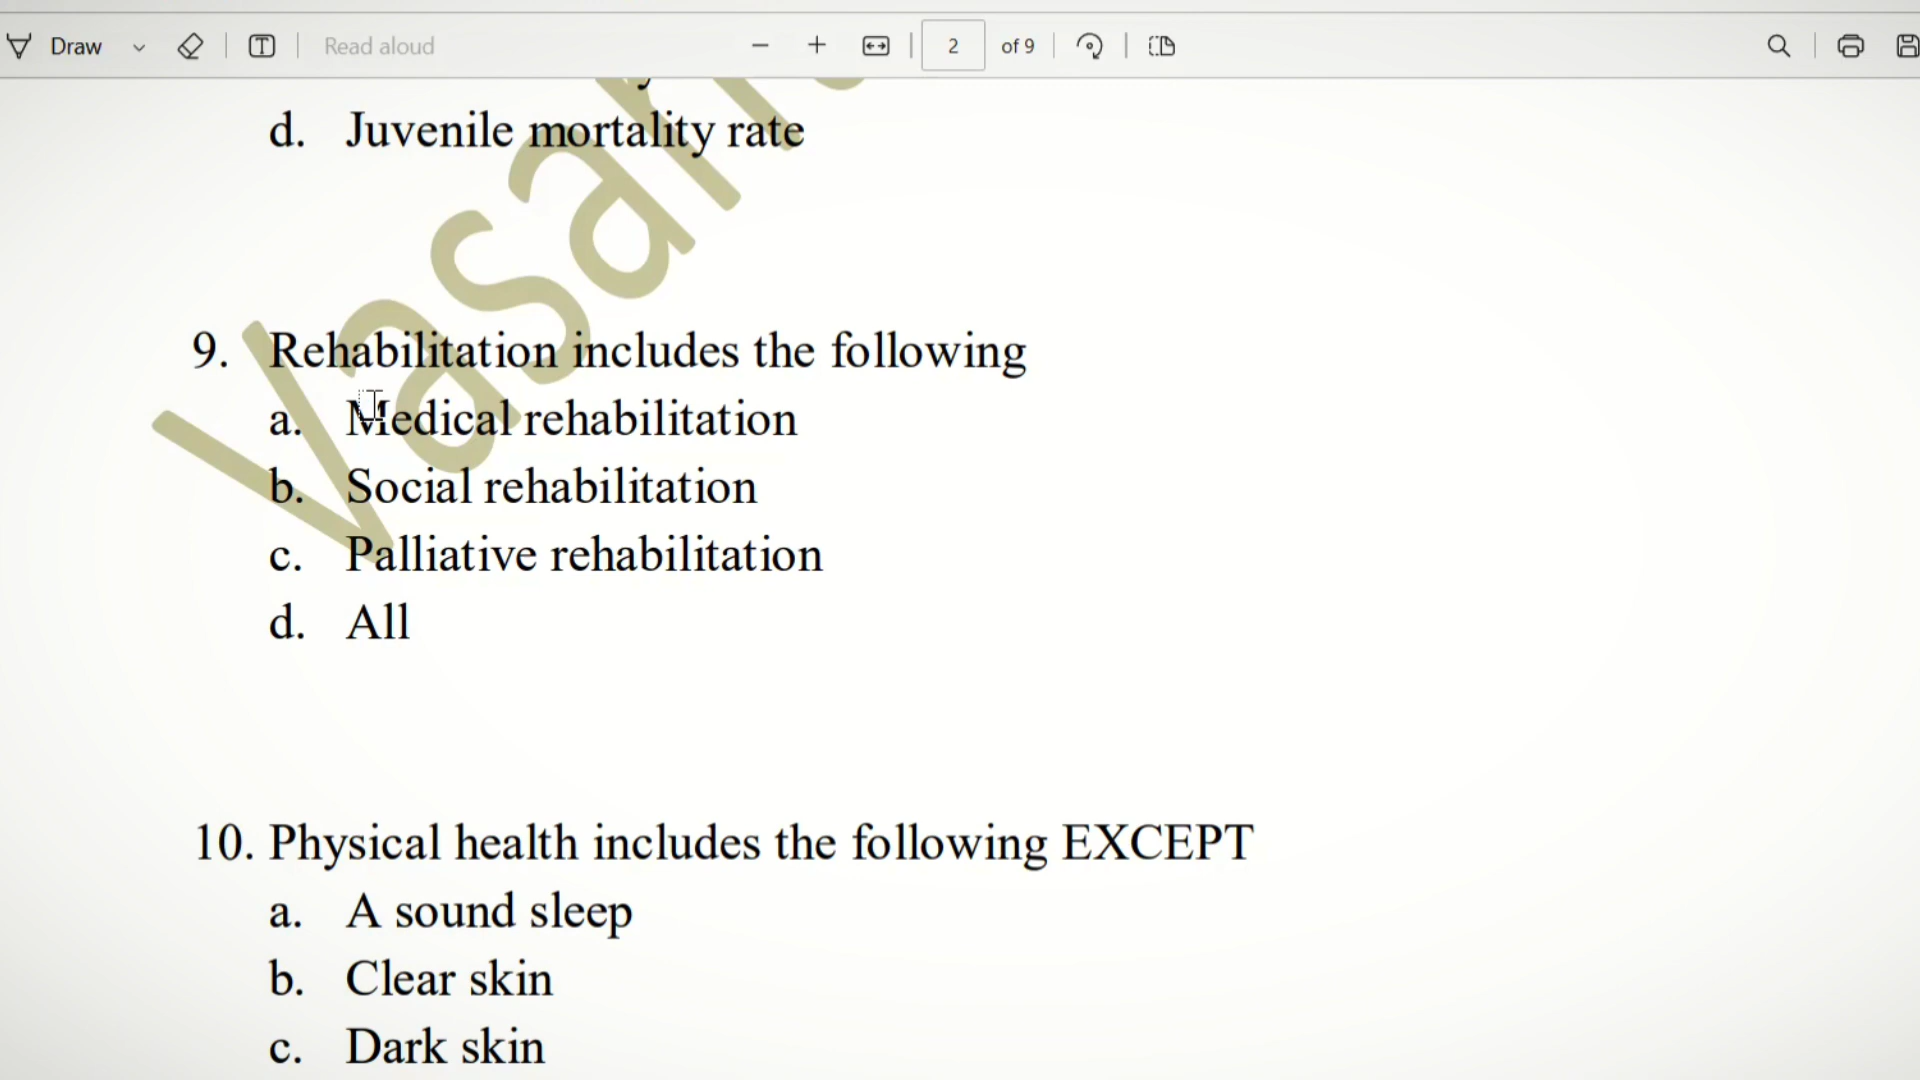 Draw
Read aloud
2 of 9
d. Juvenile mortality rate
9. Rehabilitation includes the following
a. Medical rehabilitation
b. Social rehabilitation
c. Palliative rehabilitation
d. All
10. Physical health includes the following EXCEPT
a. A sound sleep
b. Clear skin
c. Dark skin